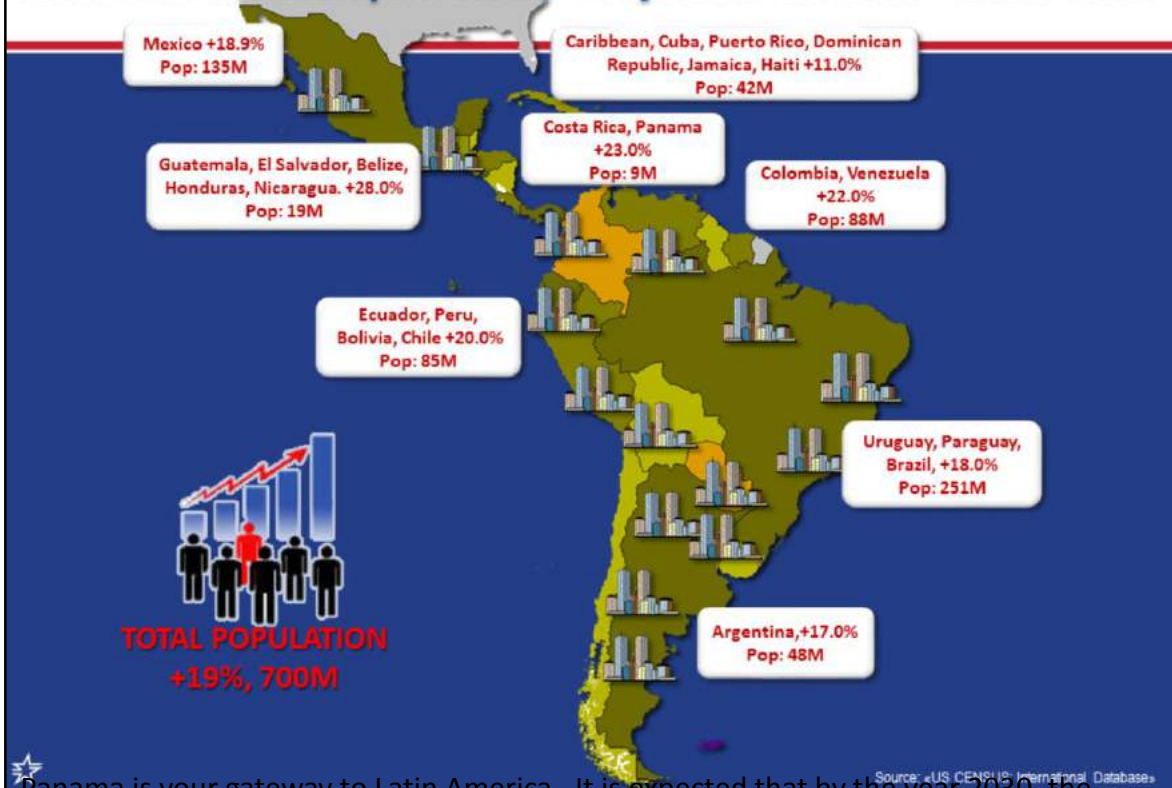 Mexico +18.9%
Pop: 135M
Caribbean, Cuba, Puerto Rico, Dominican
Republic, Jamaica, Haiti +11.0%
Pop: 42M
Costa Rica, Panama
+23.0%
Pop: 9M
Guatemala, El Salvador, Belize,
Honduras, Nicaragua. +28.0%
Pop: 19M
Colombia, Venezuela
+22.0%
Pop: 88M
Ecuador, Peru,
Bolivia, Chile +20.0%
Pop: 85M
Uruguay, Paraguay,
Brazil, +18.0%
Pop: 251M
Argentina,+17.0%
Pop: 48M
TOTAL POPULATION
+19%, 700M
Source: «US CENSUS: International Database»
Panama is your gateway to Latin America. It is expected that by the year 2030, the